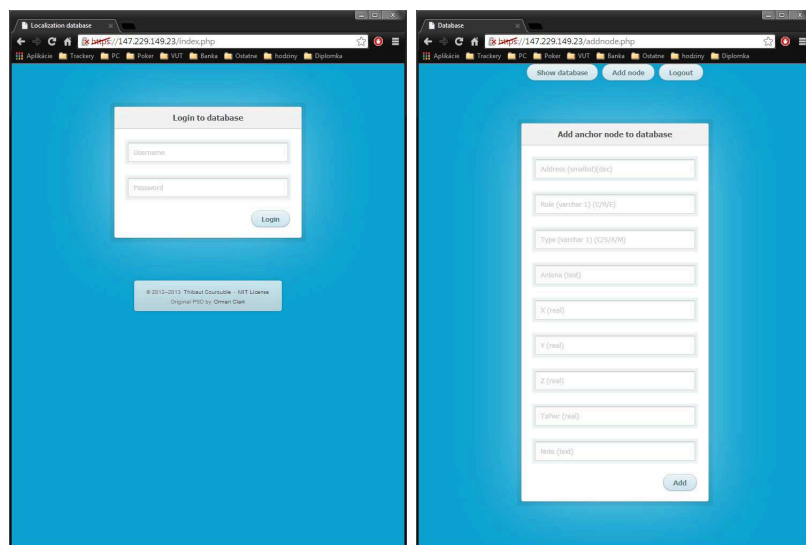 Localization database
https://147.229.149.23/index.php
Aplikácie Trackery PC Poker VUT Banka Ostatne hodiny Diplomka
Login to database
Username
Password
Login
© 2012–2013 Thibaut Courouble - MIT License
Original PSD by Orman Clark
Database
https://147.229.149.23/addnode.php
Aplikácie Trackery PC Poker VUT Banka Ostatne hodiny Diplomka
Show database Add node Logout
Add anchor node to database
Address (smallint)(dec)
Role (varchar 1) (C/R/E)
Type (varchar 1) (C/S/A/M)
Antena (text)
X (real)
Y (real)
Z (real)
TxPwr (real)
Note (text)
Add